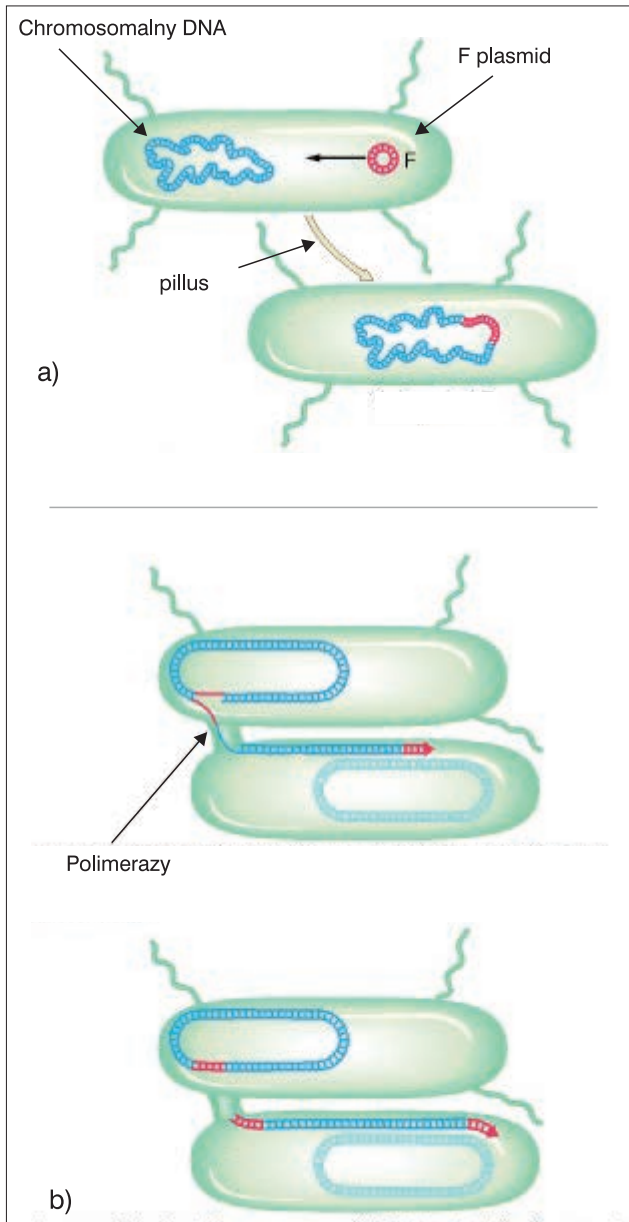 Chromosomalny DNA
F plasmid
F
pillus
a)
Polimerazy
b)